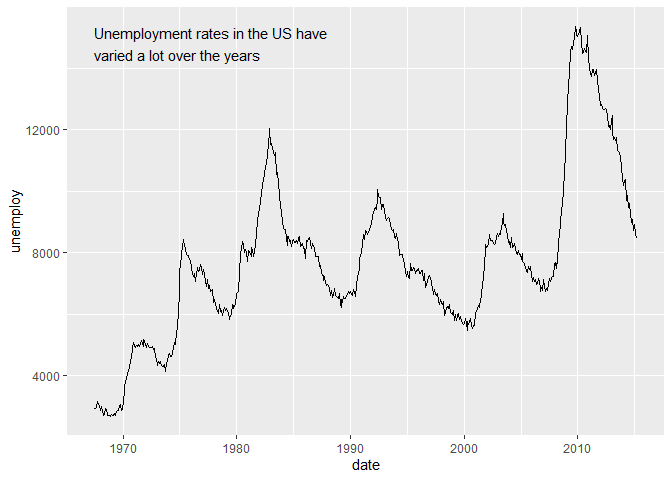 Unemployment rates in the US have
varied a lot over the years
12000
8000
4000
unemploy
1970 1980 1990 2000 2010
date